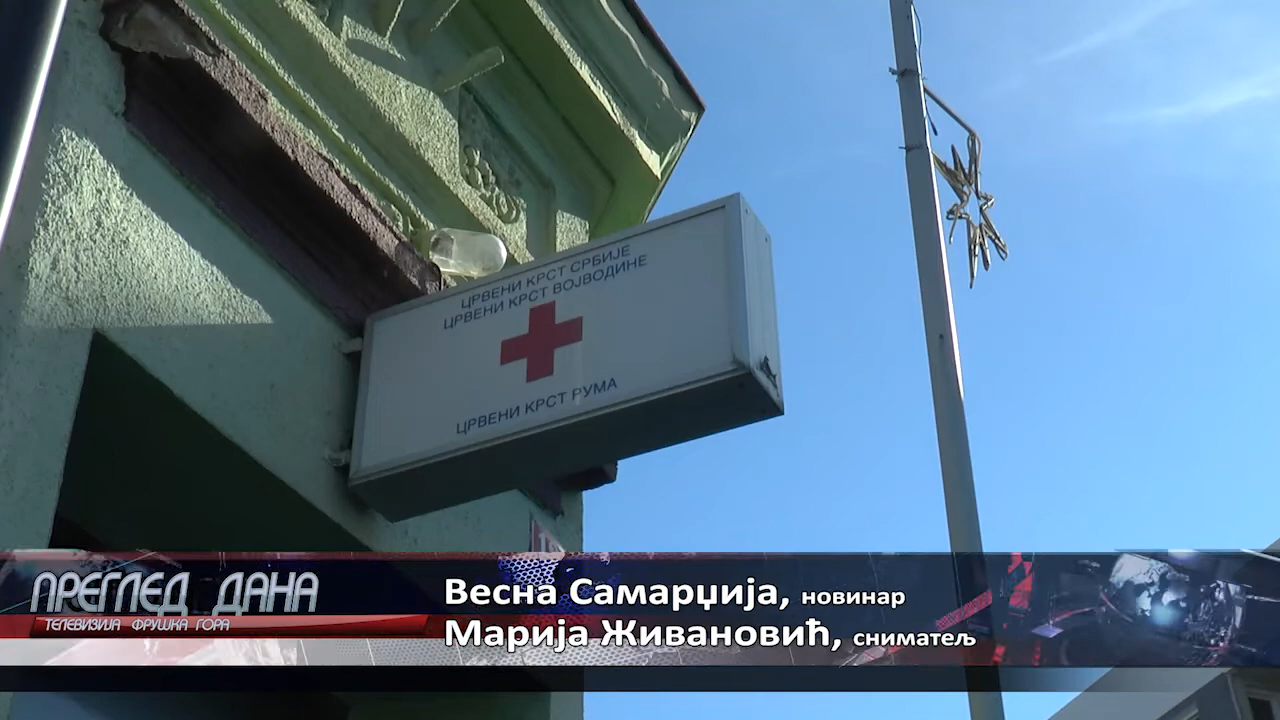 ЦРВЕНИ КРСТ СРБИЈЕ
ЦРВЕНИ КРСТ ВОЈВОДИНЕ
ЦРВЕНИ КРСТ РУМА
ПРЕГЛЕД ДАНА
ТЕЛЕВИЗИЈА ФРУШКА ГОРА
Весна Самарџија, новинар
Марија Живановић, сниматељ